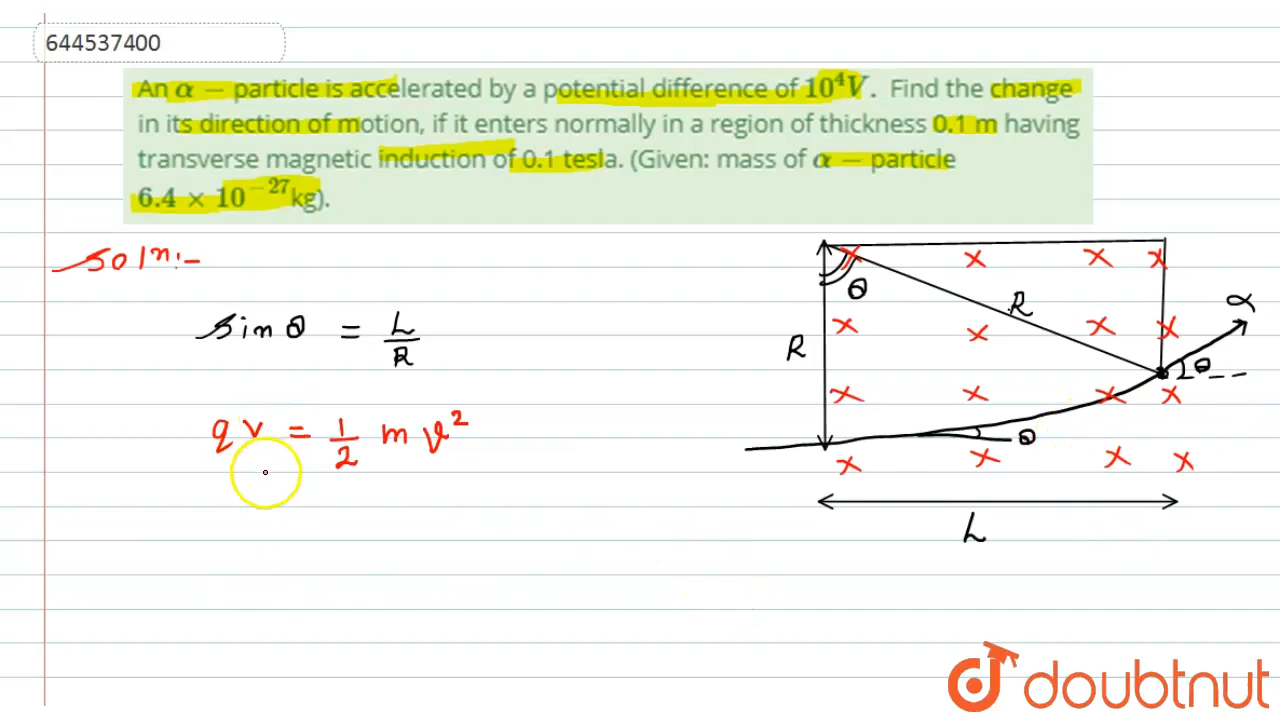 644537400
An α − particle is accelerated by a potential difference of 10⁴V. Find the change
in its direction of motion, if it enters normally in a region of thickness 0.1 m having
transverse magnetic induction of 0.1 tesla. (Given: mass of α − particle
6.4 × 10⁻²⁷kg).
Soln:-
sin θ = L/R
qV = 1/2 m v²
× × × ×
θ
R
R
α
× × × ×
θ
× × × ×
θ
× × × ×
L
doubtnut